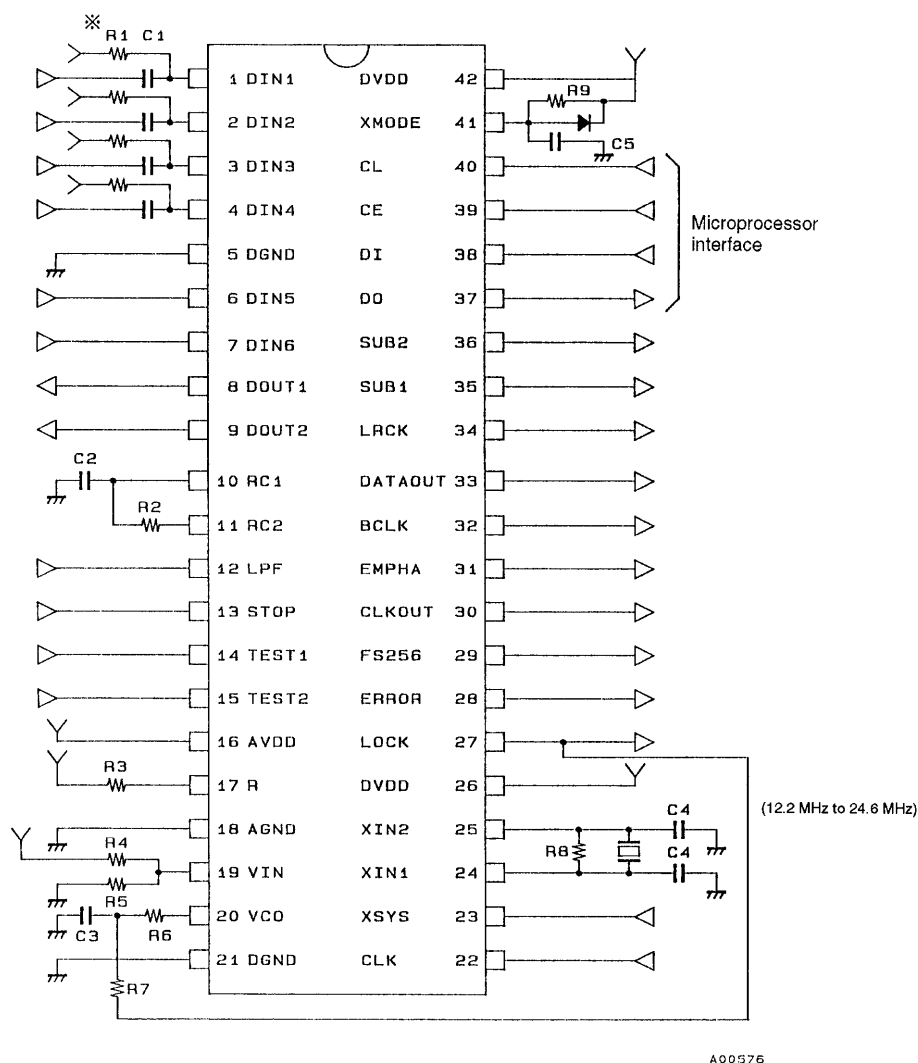 ※
R1 C1
1 DIN1 DVDD 42
R9
2 DIN2 XMODE 41
C5
3 DIN3 CL 40
4 DIN4 CE 39
Microprocessor
interface
5 DGND DI 38
6 DIN5 DO 37
7 DIN6 SUB2 36
8 DOUT1 SUB1 35
9 DOUT2 LRCK 34
C2
10 RC1 DATAOUT 33
R2
11 RC2 BCLK 32
12 LPF EMPHA 31
13 STOP CLKOUT 30
14 TEST1 FS256 29
15 TEST2 ERROR 28
16 AVDD LOCK 27
R3
17 R DVDD 26
(12.2 MHz to 24.6 MHz)
18 AGND XIN2 25
C4
R4
R8
C4
19 VIN XIN1 24
R5
20 VCO XSYS 23
C3 R6
21 DGND CLK 22
R7
A00576